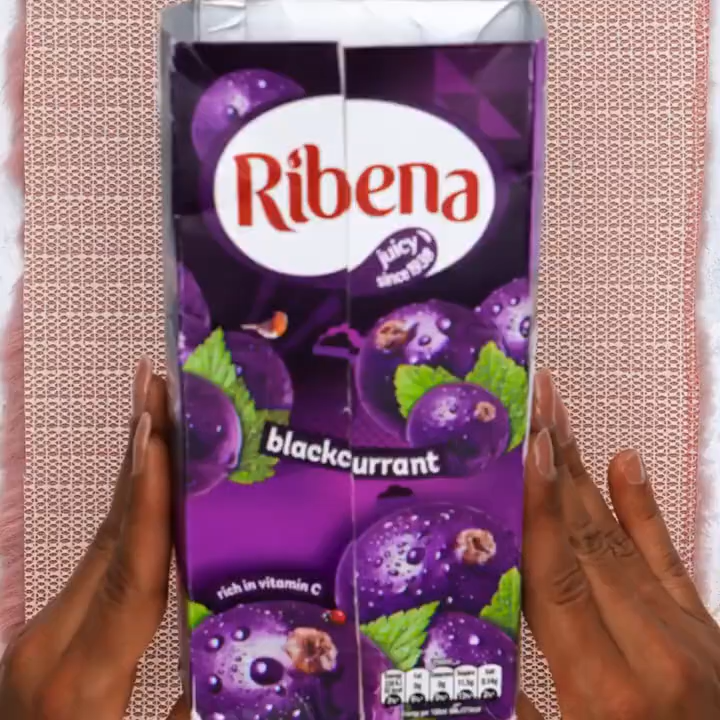 Ribena
juicy
since 1938
blackcurrant
rich in vitamin C